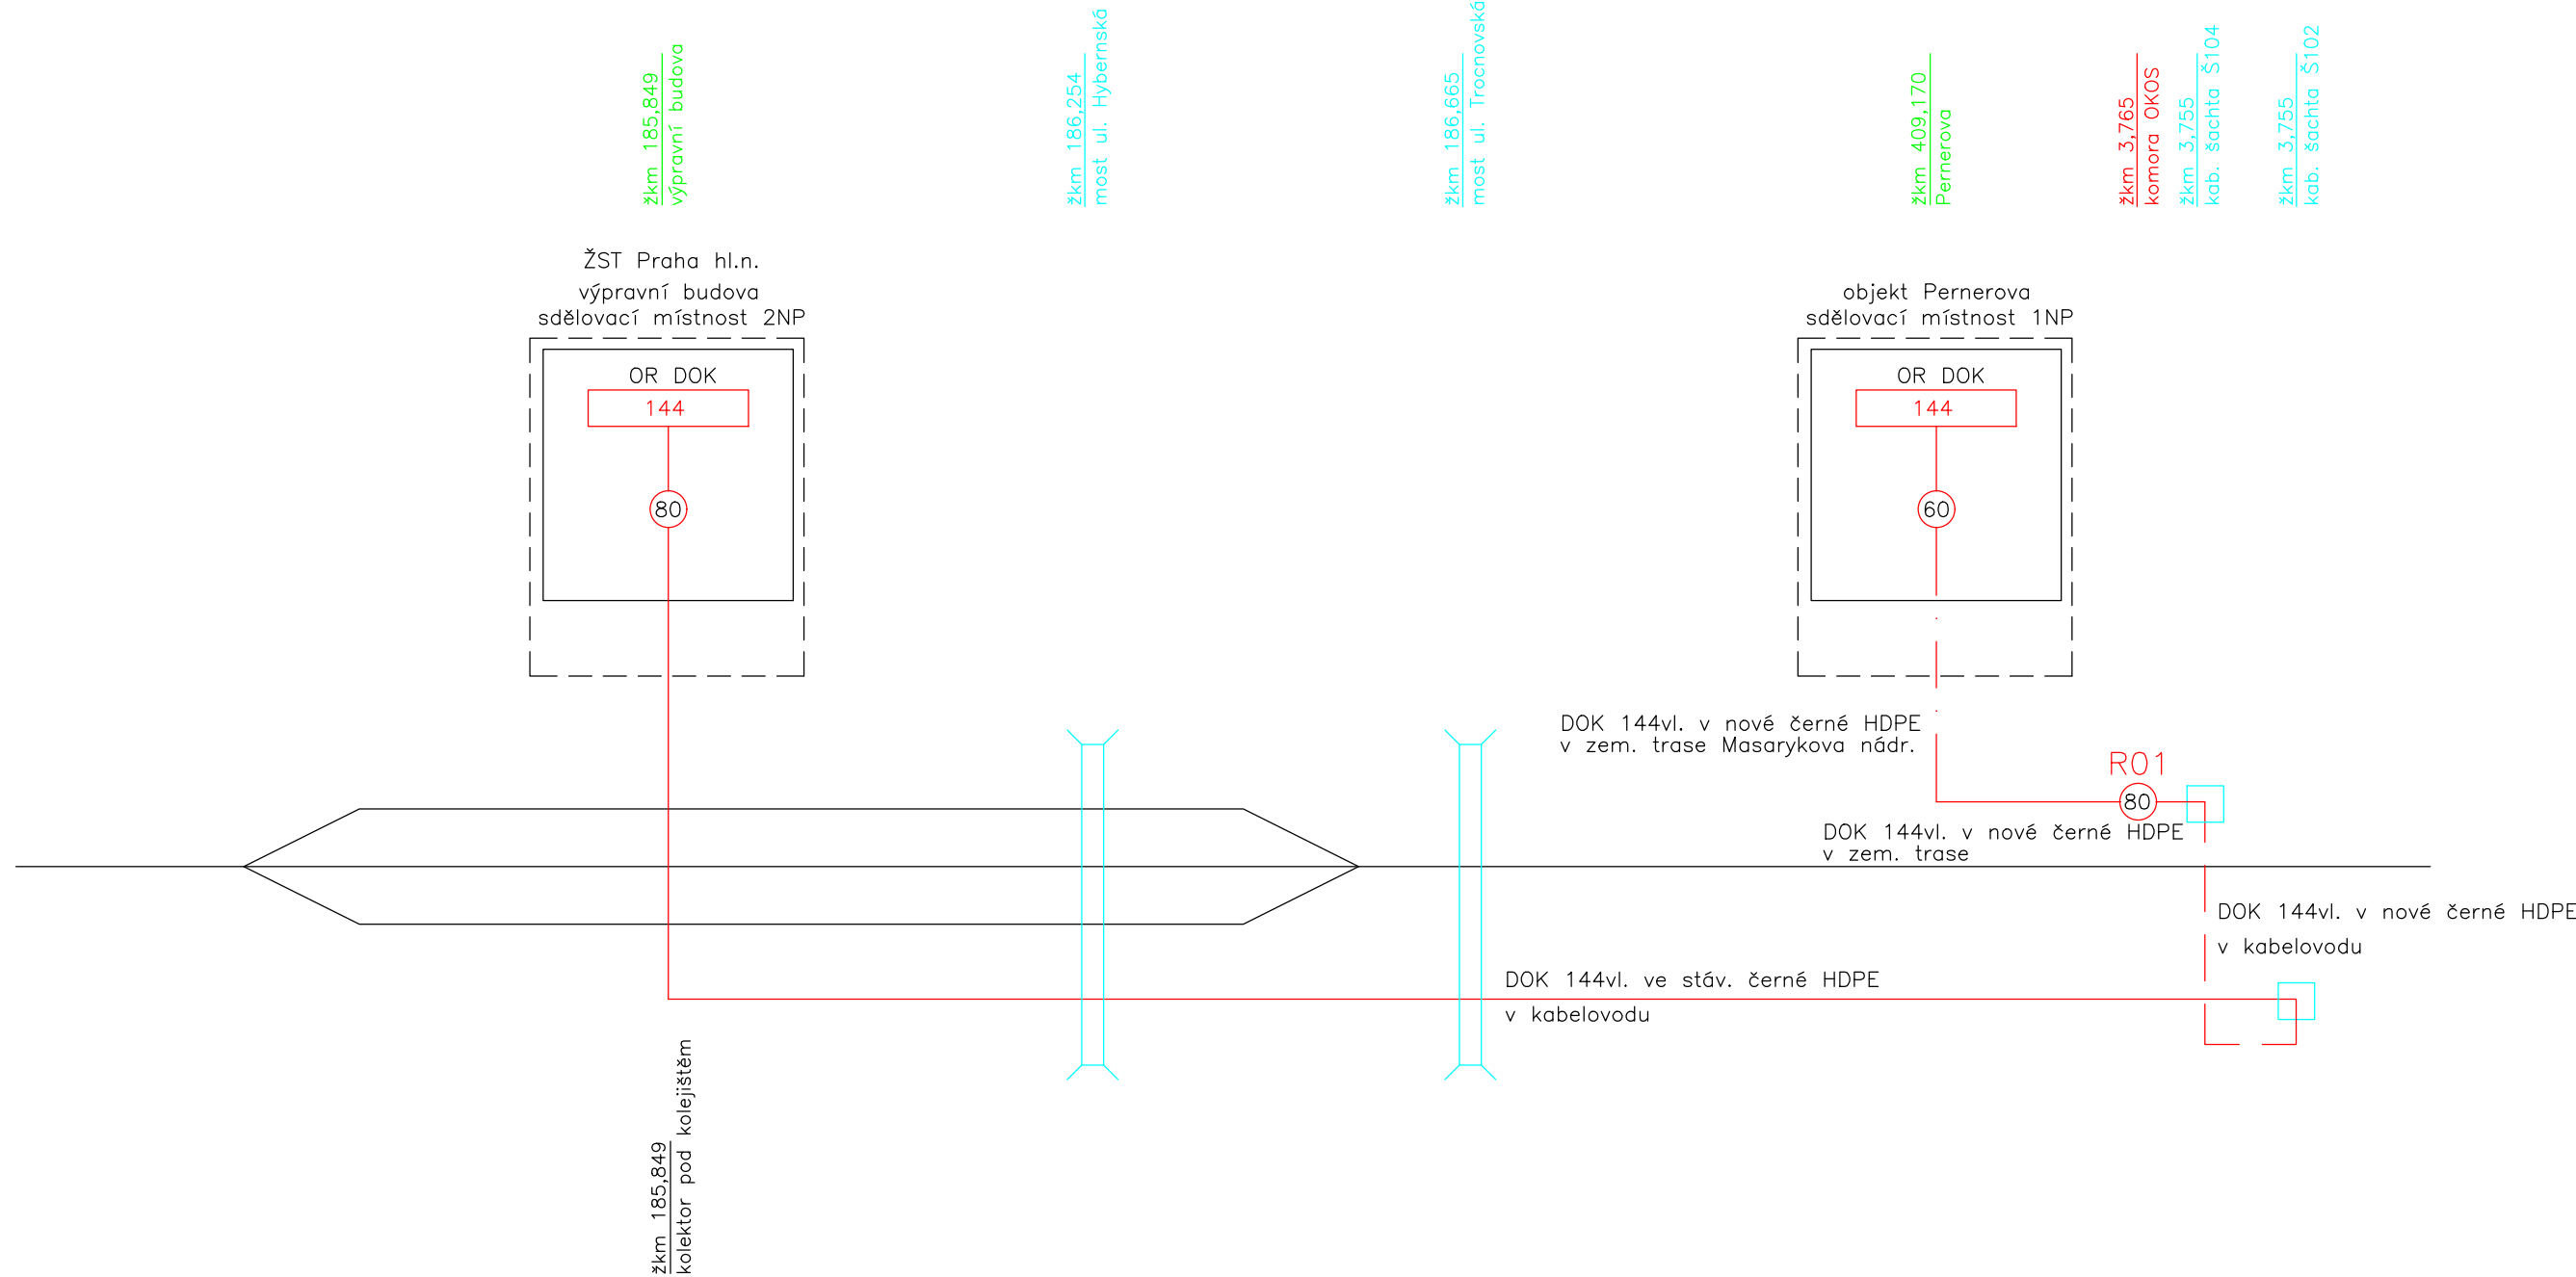 žkm 185,849
výpravní budova
žkm 186,254
most ul. Hybernská
žkm 186,665
most ul. Trocnovská
žkm 409,170
Pernerova
žkm 3,765
komora OKOS
žkm 3,755
kab. šachta Š104
žkm 3,755
kab. šachta Š102
ŽST Praha hl.n.
výpravní budova
sdělovací místnost 2NP
OR DOK
144
80
objekt Pernerova
sdělovací místnost 1NP
OR DOK
144
60
DOK 144vl. v nové černé HDPE
v zem. trase Masarykova nádr.
R01
80
DOK 144vl. v nové černé HDPE
v zem. trase
DOK 144vl. v nové černé HDPE
v kabelovodu
DOK 144vl. ve stáv. černé HDPE
v kabelovodu
žkm 185,849
kolektor pod kolejištěm